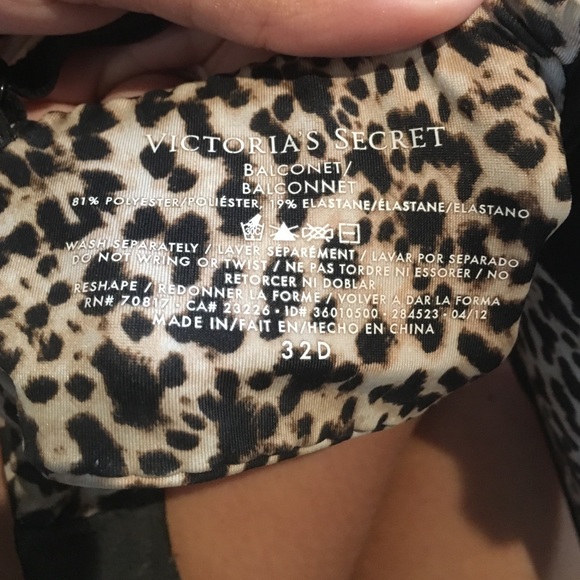 VICTORIA'S SECRET
BALCONET/
BALCONNET
81% POLYESTER/POLIÉSTER, 19% ELASTANE/ÉLASTANE/ELASTANO
WASH SEPARATELY / LAVER SÉPARÉMENT / LAVAR POR SEPARADO
DO NOT WRING OR TWIST / NE PAS TORDRE NI ESSORER / NO
RETORCER NI DOBLAR
RESHAPE / REDONNER LA FORME / VOLVER A DAR LA FORMA
RN# 70817 · CA# 23226 · ID# 36010500 · 284523 · 04/12
MADE IN/FAIT EN/HECHO EN CHINA
32D